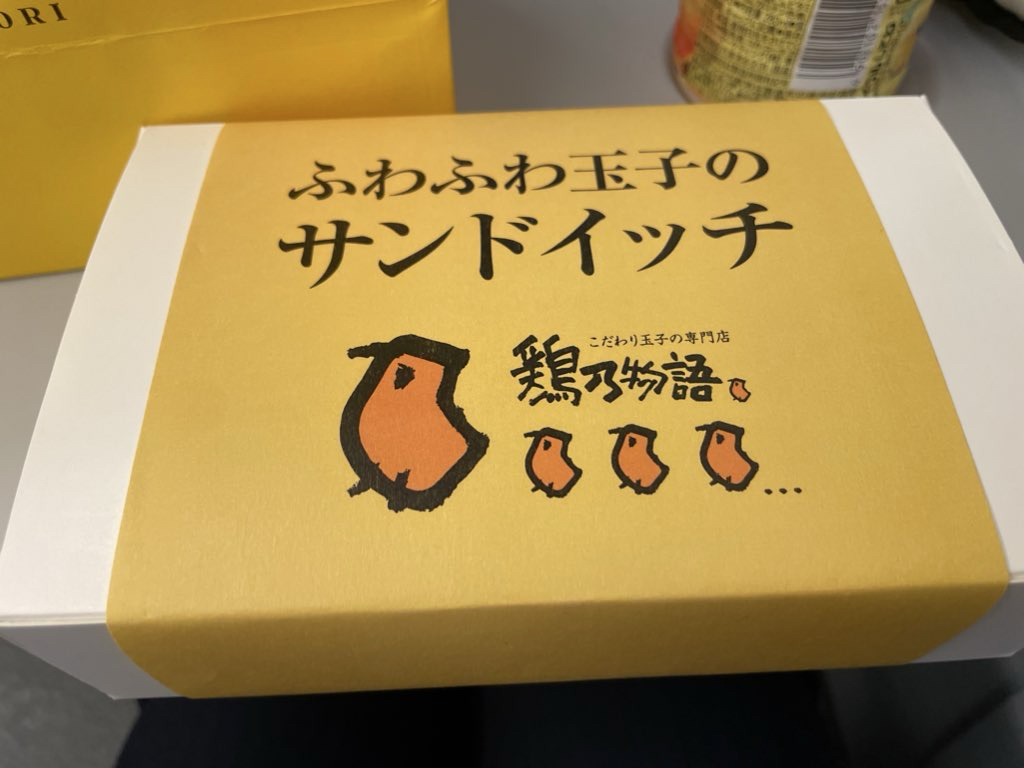 ORI
ふわふわ玉子の
サンドイッチ
こだわり玉子の専門店
鶏乃物語
...